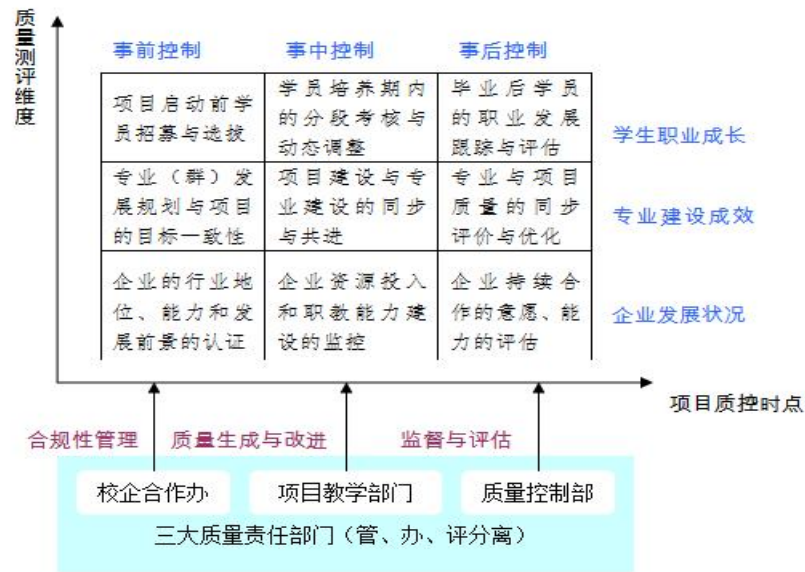 质量测评维度
事前控制 事中控制 事后控制
项目启动前学
员招募与选拔
学员培养期内
的分段考核与
动态调整
毕业后学员
的职业发展
跟踪与评估
学生职业成长
专业（群）发
展规划与项目
的目标一致性
项目建设与专
业建设的同步
与共进
专业与项目
质量的同步
评价与优化
专业建设成效
企业的行业地
位、能力和发
展前景的认证
企业资源投入
和职教能力建
设的监控
企业持续合
作的意愿、能
力的评估
企业发展状况
项目质控时点
合规性管理 质量生成与改进 监督与评估
校企合作办 项目教学部门 质量控制部
三大质量责任部门（管、办、评分离）